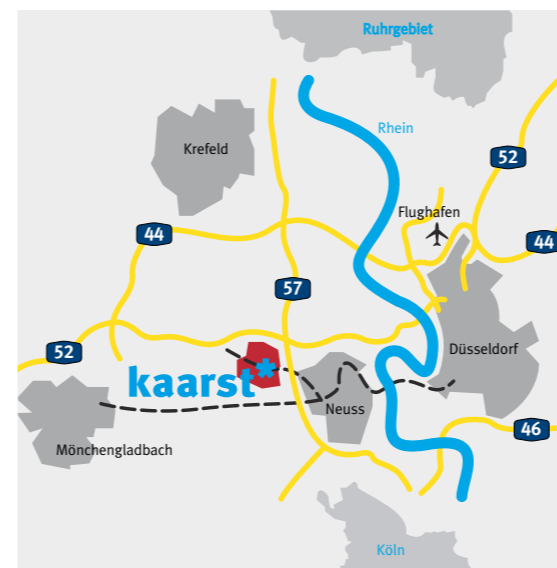 Ruhrgebiet
Rhein
Krefeld
52
Flughafen
44
44
57
52
Düsseldorf
kaarst*
Neuss
46
Mönchengladbach
Köln